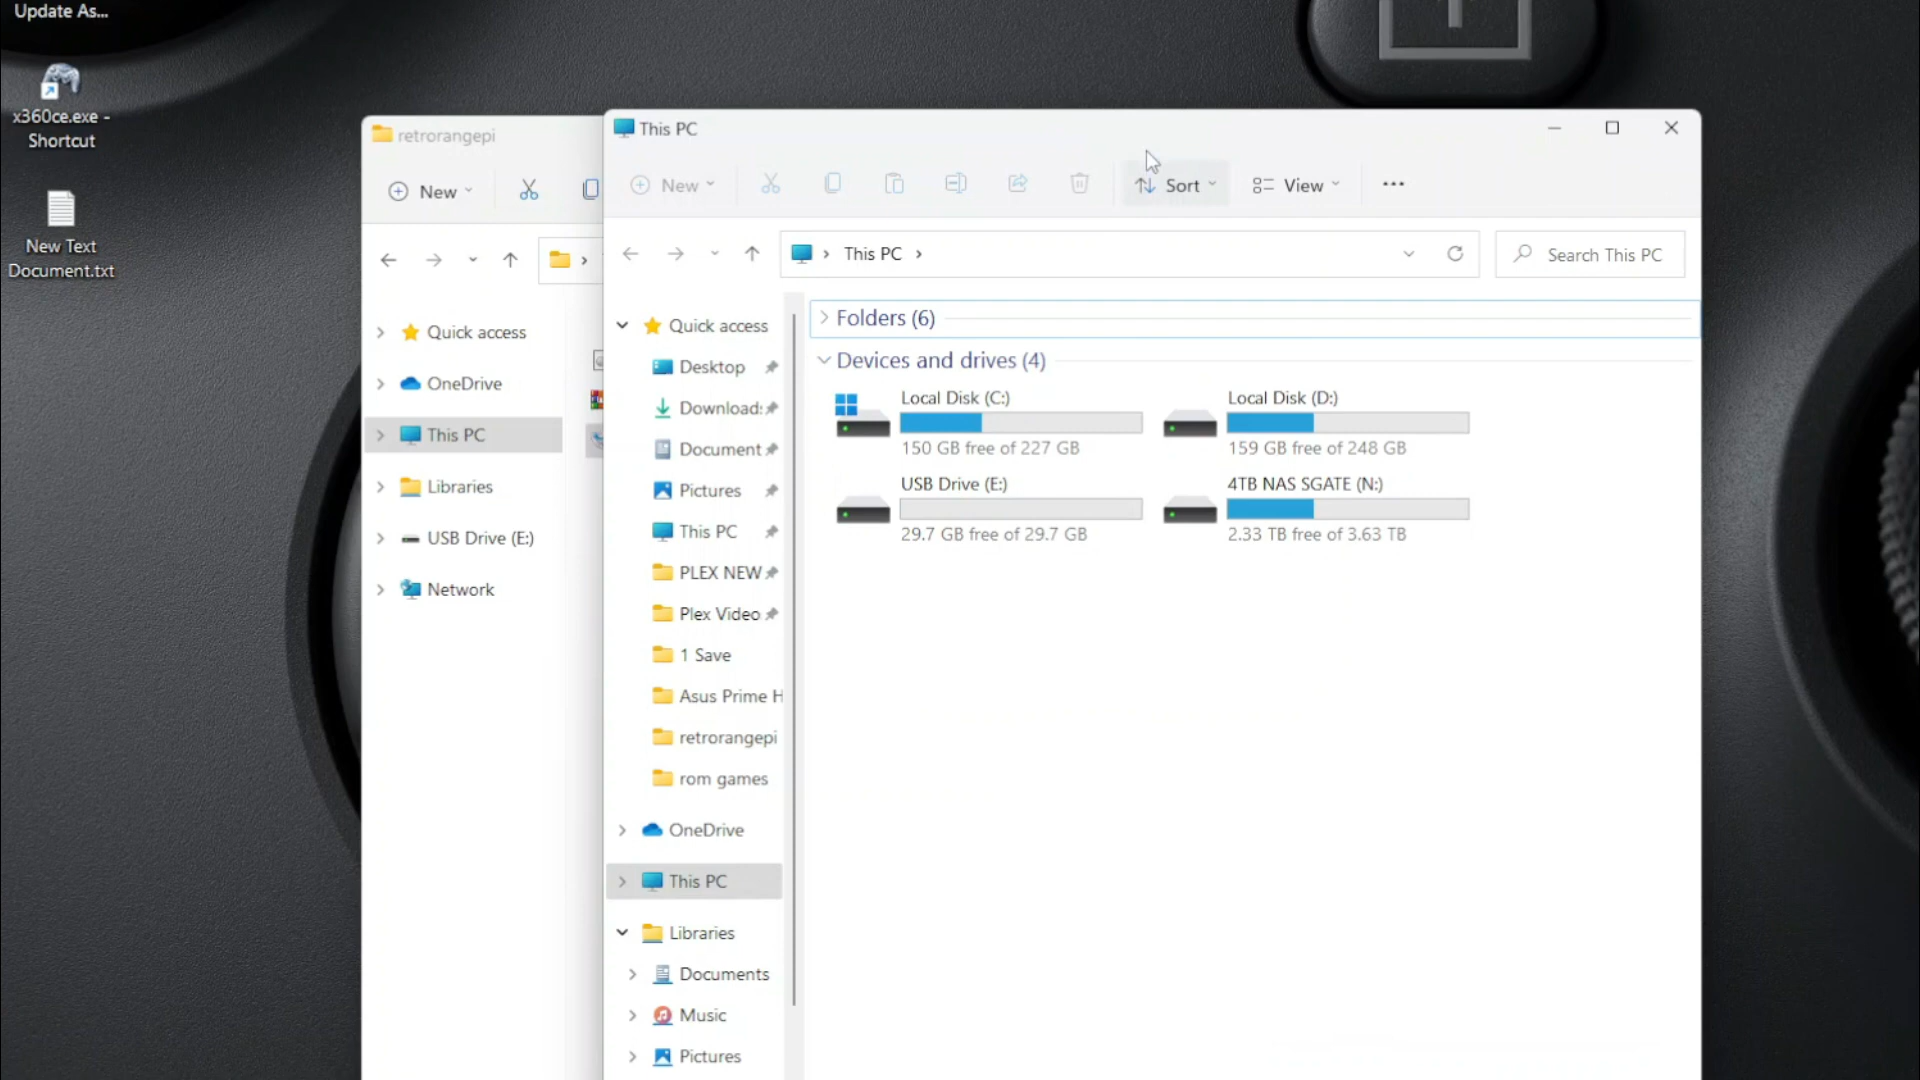 Update As...
x360ce.exe -
Shortcut
New Text
Document.txt
retrorangepi
New
Quick access
OneDrive
This PC
Libraries
USB Drive (E:)
Network
This PC
New
Sort
View
This PC
Search This PC
Quick access
Desktop
Download:
Document
Pictures
This PC
PLEX NEW
Plex Video
1 Save
Asus Prime H
retrorangepi
rom games
OneDrive
This PC
Libraries
Documents
Music
Pictures
Folders (6)
Devices and drives (4)
Local Disk (C:)
150 GB free of 227 GB
Local Disk (D:)
159 GB free of 248 GB
USB Drive (E:)
29.7 GB free of 29.7 GB
4TB NAS SGATE (N:)
2.33 TB free of 3.63 TB